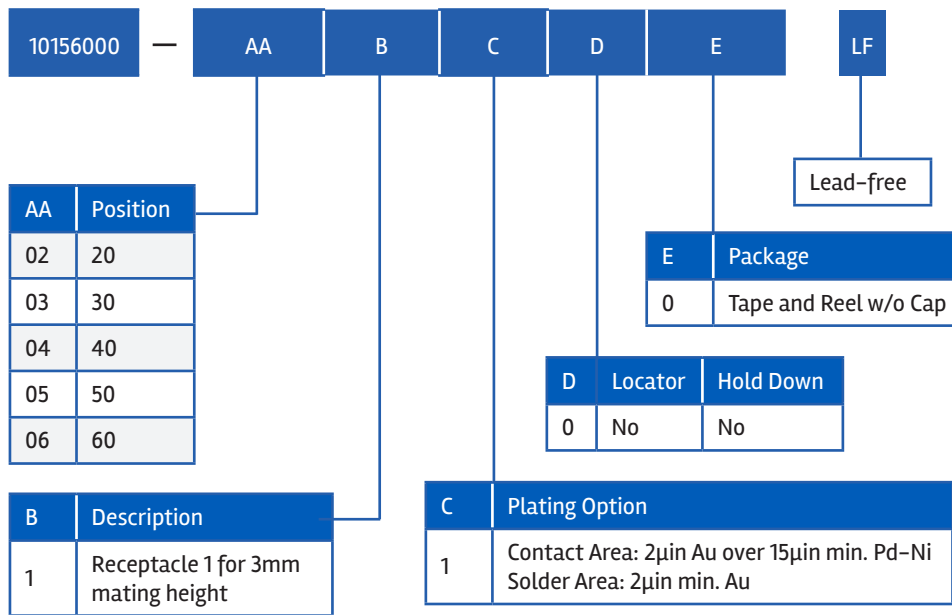 10156000 — AA B C D E LF
Lead-free
AA Position
02 20
03 30
04 40
05 50
06 60
E Package
0 Tape and Reel w/o Cap
D Locator Hold Down
0 No No
B Description
1 Receptacle 1 for 3mm
mating height
C Plating Option
1 Contact Area: 2μin Au over 15μin min. Pd-Ni
Solder Area: 2μin min. Au